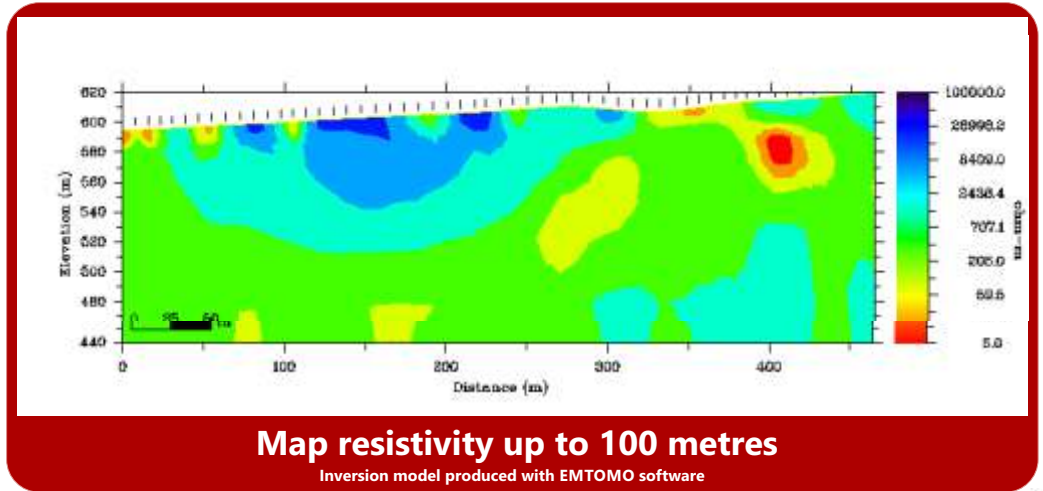 620
600
580
560
540
520
500
480
440
Elevation (m)
0 100 200 300 400
Distance (m)
100000.0
28998.2
8409.0
2438.4
707.1
205.0
59.5
5.0
ohm-m
Map resistivity up to 100 metres
Inversion model produced with EMTOMO software